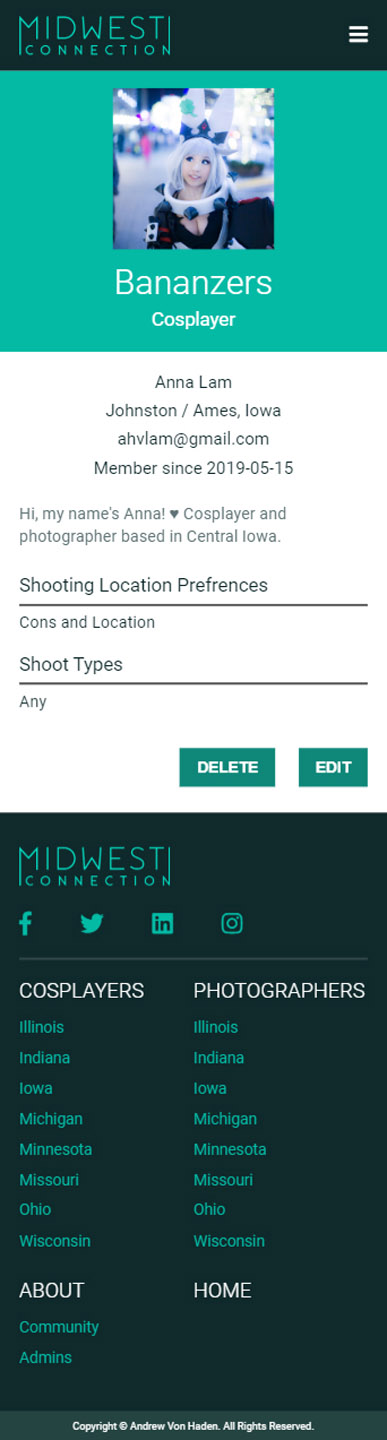 MIDWEST
CONNECTION
Bananzers
Cosplayer
Anna Lam
Johnston / Ames, Iowa
ahvlam@gmail.com
Member since 2019-05-15
Hi, my name's Anna! ♥ Cosplayer and
photographer based in Central Iowa.
Shooting Location Prefrences
Cons and Location
Shoot Types
Any
DELETE EDIT
MIDWEST
CONNECTION
COSPLAYERS PHOTOGRAPHERS
Illinois Illinois
Indiana Indiana
Iowa Iowa
Michigan Michigan
Minnesota Minnesota
Missouri Missouri
Ohio Ohio
Wisconsin Wisconsin
ABOUT HOME
Community
Admins
Copyright © Andrew Von Haden. All Rights Reserved.